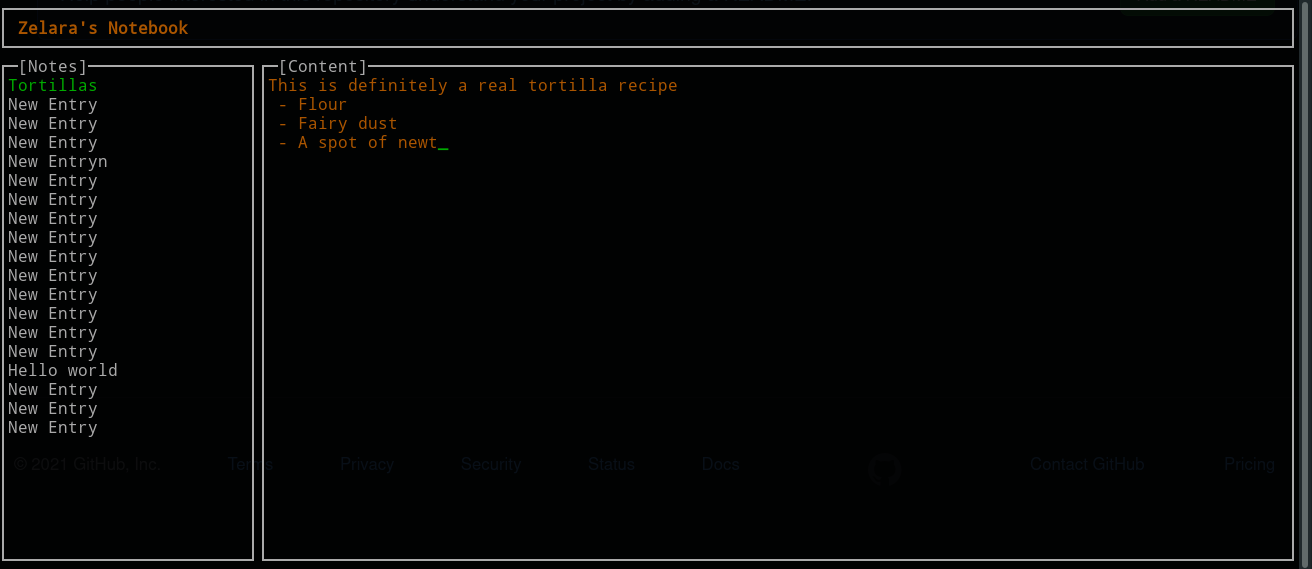 Zelara's Notebook
[Notes]
Tortillas
New Entry
New Entry
New Entry
New Entryn
New Entry
New Entry
New Entry
New Entry
New Entry
New Entry
New Entry
New Entry
New Entry
New Entry
Hello world
New Entry
New Entry
New Entry
[Content]
This is definitely a real tortilla recipe
- Flour
- Fairy dust
- A spot of newt_
© 2021 GitHub, Inc. Terms Privacy Security Status Docs Contact GitHub Pricing